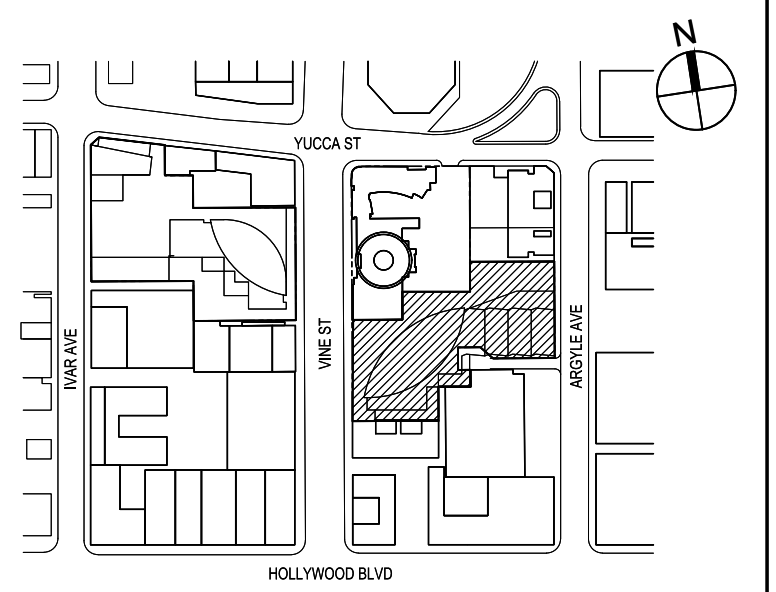 N
YUCCA ST
IVAR AVE
VINE ST
ARGYLE AVE
HOLLYWOOD BLVD